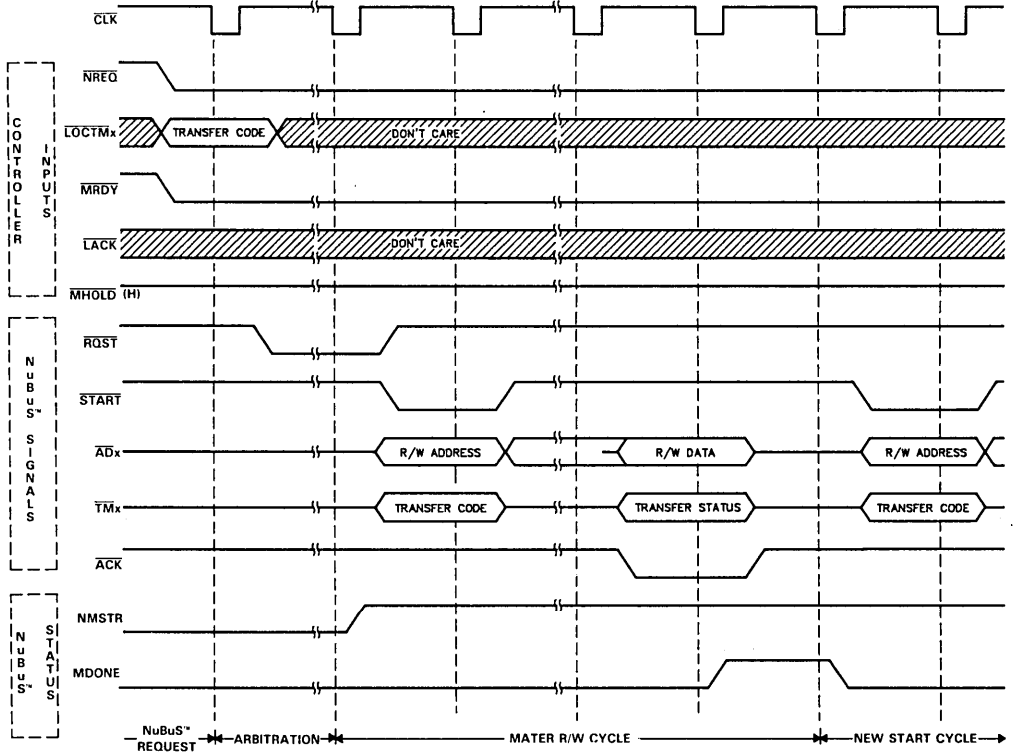 CLK
CONTROLLER INPUTS
NREQ
LOCTMx
TRANSFER CODE
DON'T CARE
MRDY
LACK
DON'T CARE
MHOLD (H)
NuBuS™ SIGNALS
RQST
START
ADx
R/W ADDRESS
R/W DATA
R/W ADDRESS
TMx
TRANSFER CODE
TRANSFER STATUS
TRANSFER CODE
ACK
NuBuS™ STATUS
NMSTR
MDONE
NuBuS™ REQUEST
ARBITRATION
MATER R/W CYCLE
NEW START CYCLE